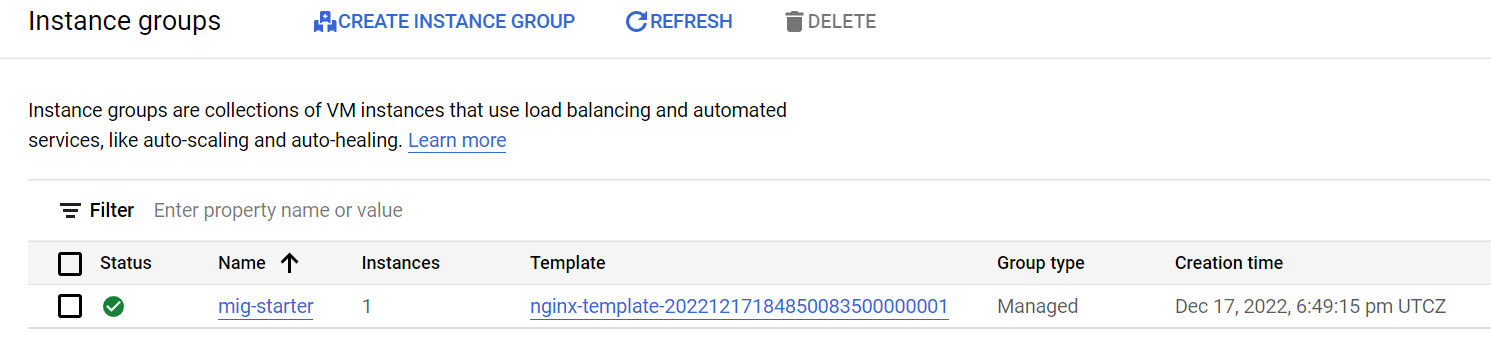 Instance groups CREATE INSTANCE GROUP REFRESH DELETE
Instance groups are collections of VM instances that use load balancing and automated
services, like auto-scaling and auto-healing. Learn more
Filter Enter property name or value
Status Name Instances Template Group type Creation time
mig-starter 1 nginx-template-20221217184850083500000001 Managed Dec 17, 2022, 6:49:15 pm UTCZ